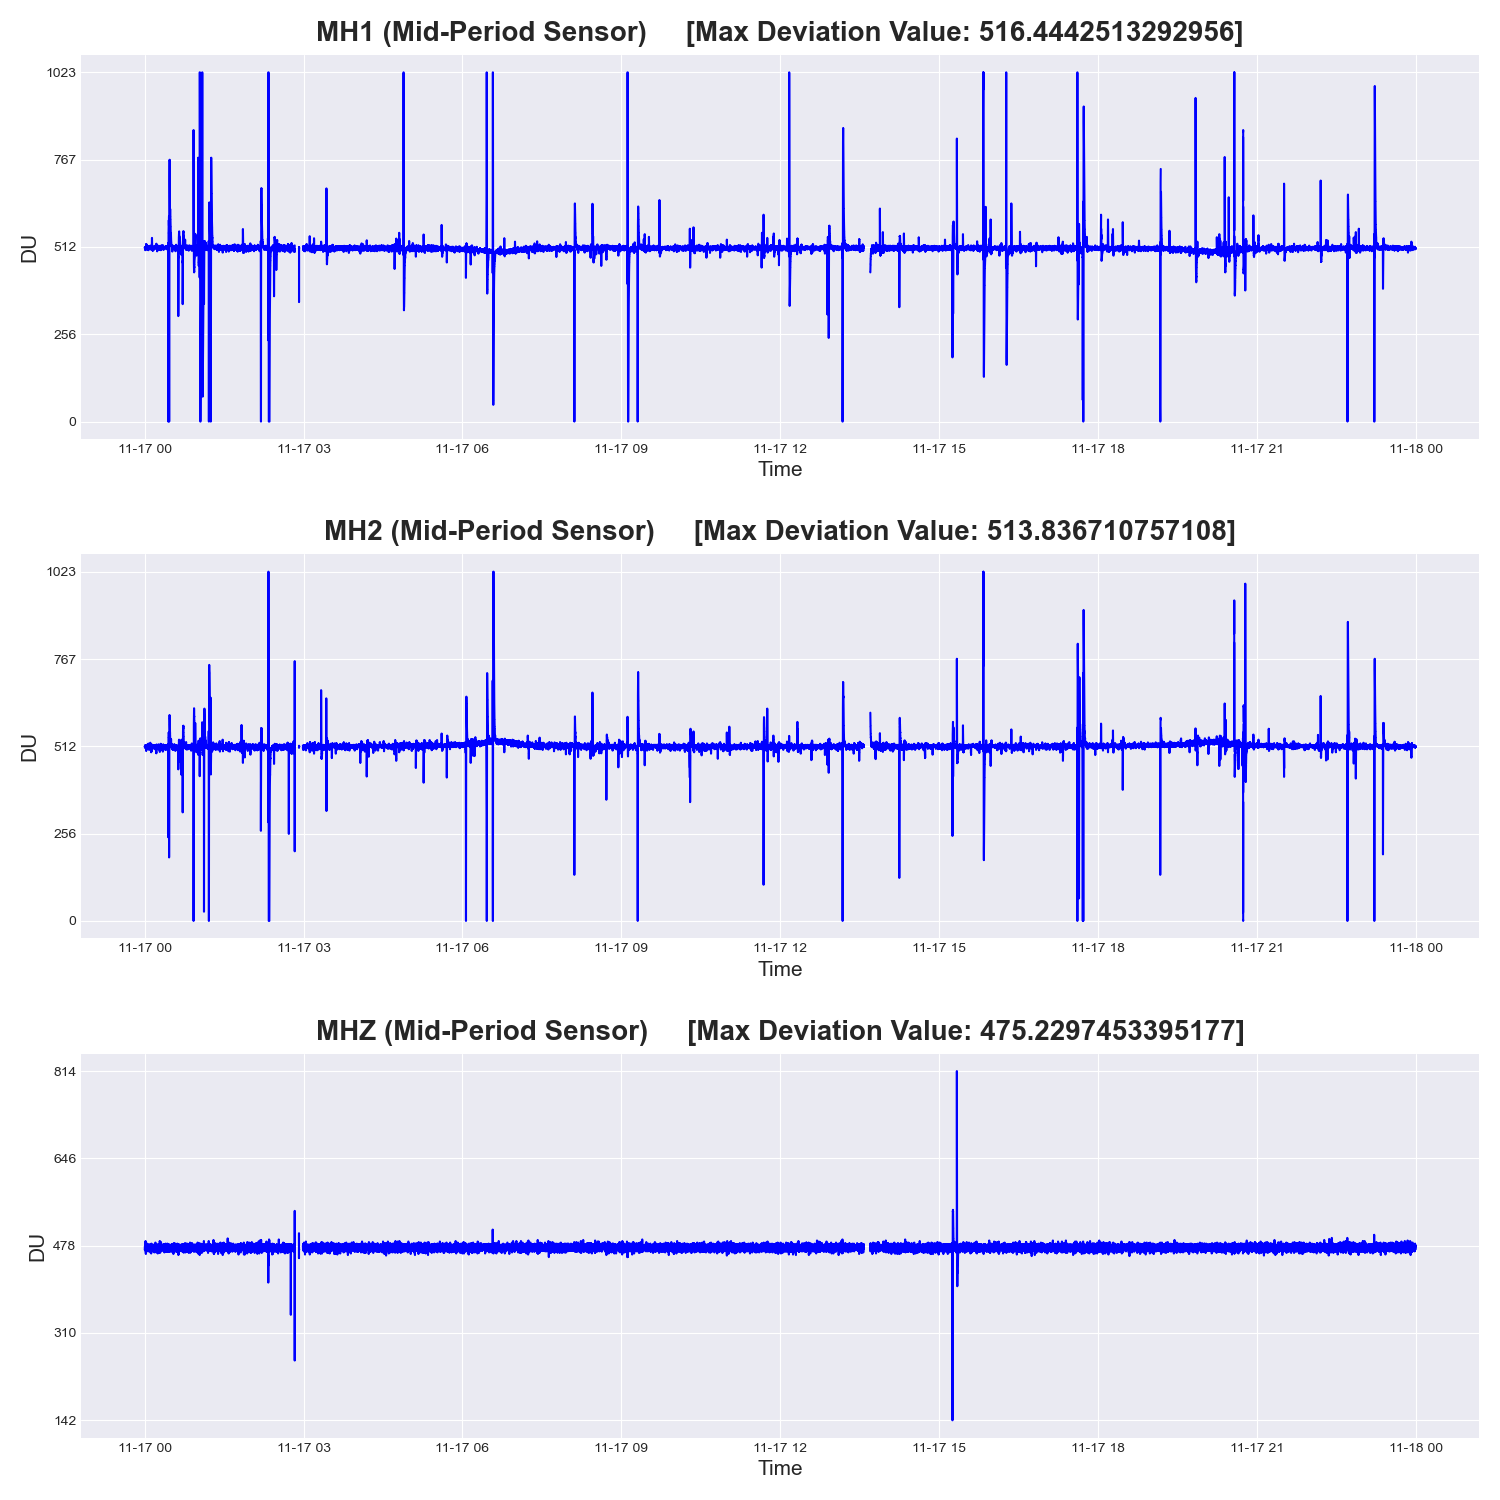 MH1 (Mid-Period Sensor) [Max Deviation Value: 516.4442513292956]
1023
767
512
256
0
DU
11-17 00 11-17 03 11-17 06 11-17 09 11-17 12 11-17 15 11-17 18 11-17 21 11-18 00
Time
MH2 (Mid-Period Sensor) [Max Deviation Value: 513.836710757108]
1023
767
512
256
0
DU
11-17 00 11-17 03 11-17 06 11-17 09 11-17 12 11-17 15 11-17 18 11-17 21 11-18 00
Time
MHZ (Mid-Period Sensor) [Max Deviation Value: 475.2297453395177]
814
646
478
310
142
DU
11-17 00 11-17 03 11-17 06 11-17 09 11-17 12 11-17 15 11-17 18 11-17 21 11-18 00
Time